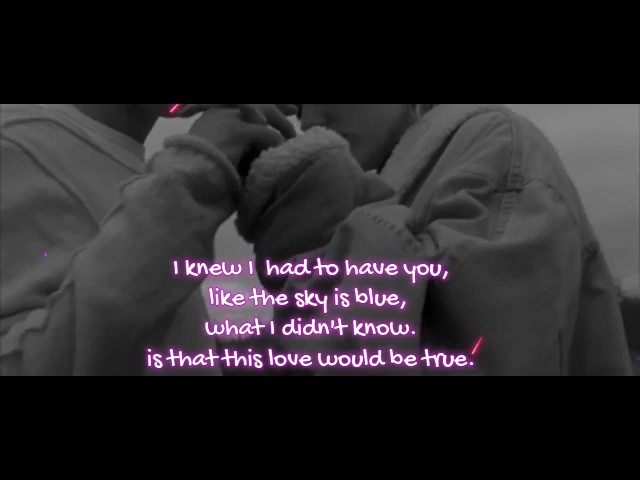 I knew I had to have you,
like the sky is blue,
what I didn't know.
is that this love would be true.